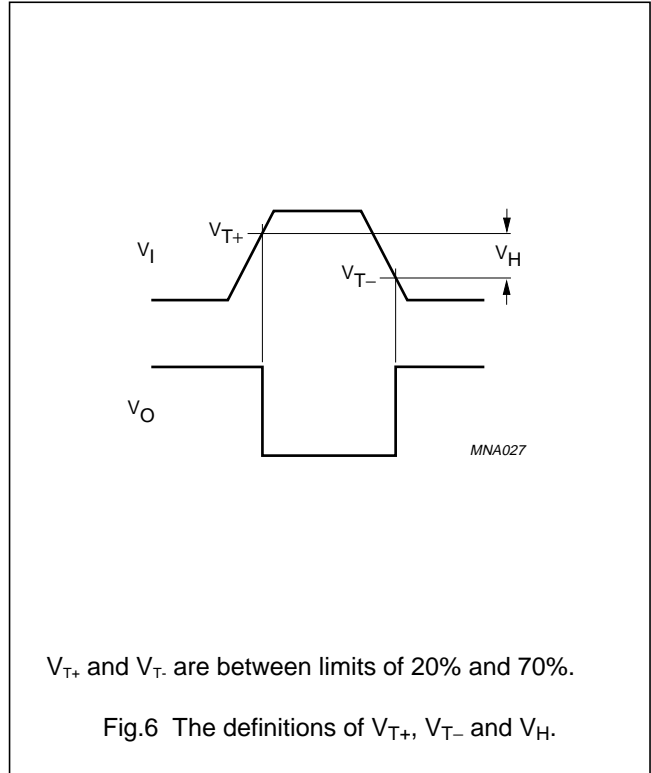 V_T+
V_I
V_H
V_T−
V_O
MNA027
V_T+ and V_T- are between limits of 20% and 70%.
Fig.6 The definitions of V_T+, V_T− and V_H.